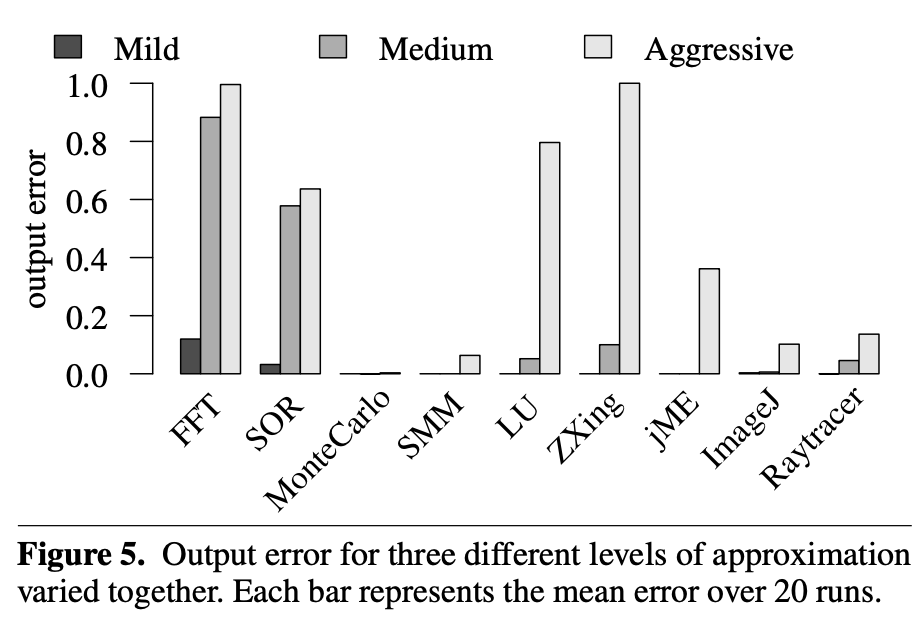 Mild Medium Aggressive
1.0
0.8
0.6
0.4
0.2
0.0
output error
FFT
SOR
MonteCarlo
SMM
LU
ZXing
jME
ImageJ
Raytracer
Figure 5. Output error for three different levels of approximation
varied together. Each bar represents the mean error over 20 runs.